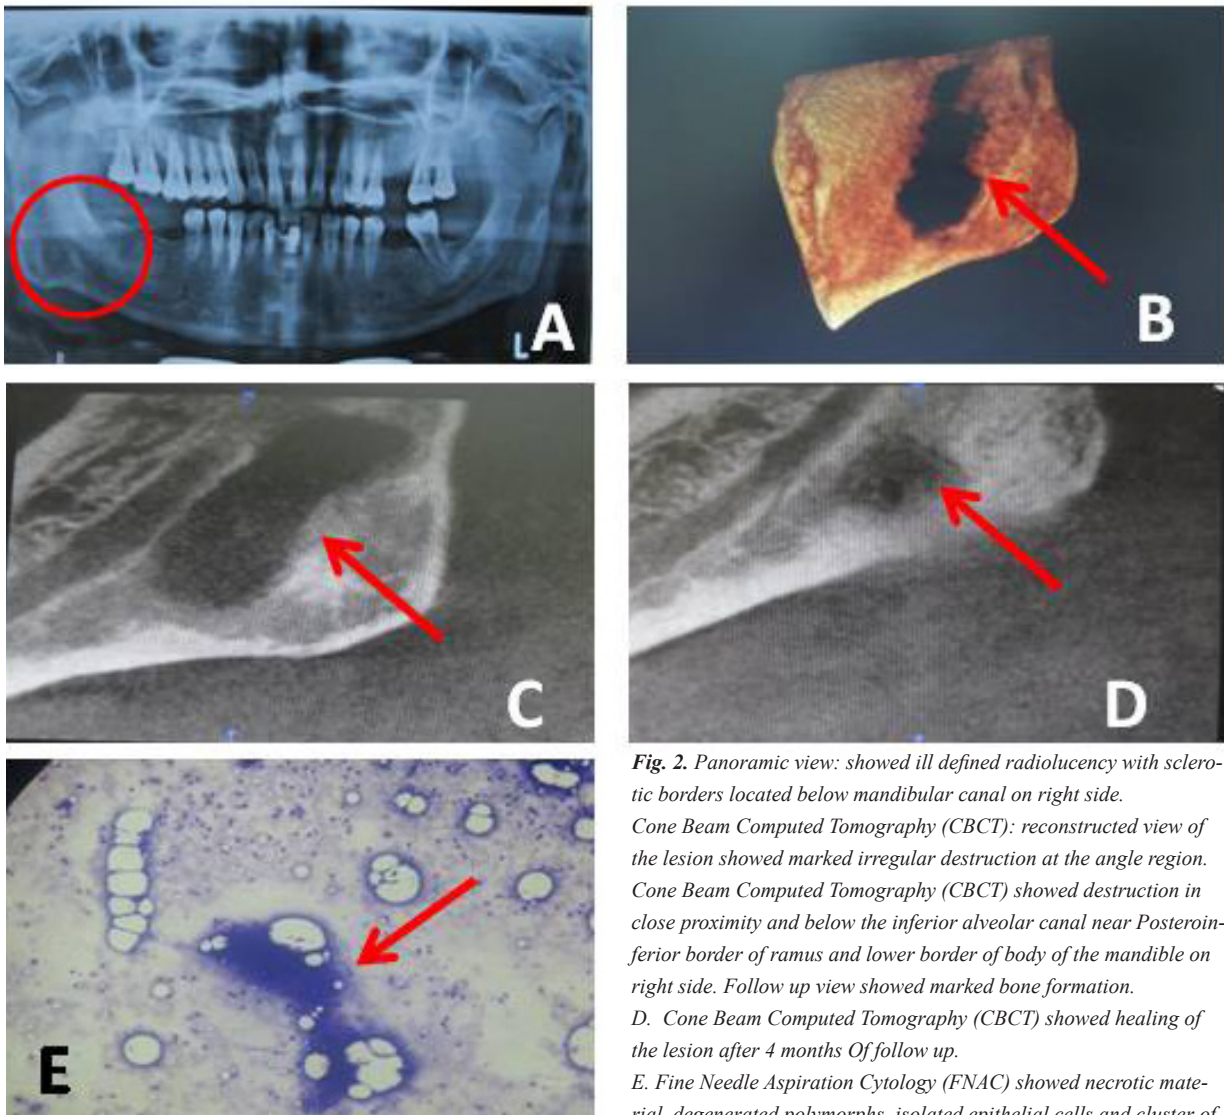 A
L
B
C
D
E
Fig. 2. Panoramic view: showed ill defined radiolucency with sclero-
tic borders located below mandibular canal on right side.
Cone Beam Computed Tomography (CBCT): reconstructed view of
the lesion showed marked irregular destruction at the angle region.
Cone Beam Computed Tomography (CBCT) showed destruction in
close proximity and below the inferior alveolar canal near Posteroin-
ferior border of ramus and lower border of body of the mandible on
right side. Follow up view showed marked bone formation.
D. Cone Beam Computed Tomography (CBCT) showed healing of
the lesion after 4 months Of follow up.
E. Fine Needle Aspiration Cytology (FNAC) showed necrotic mate-
rial, degenerated polymorphs, isolated epithelial cells and cluster of